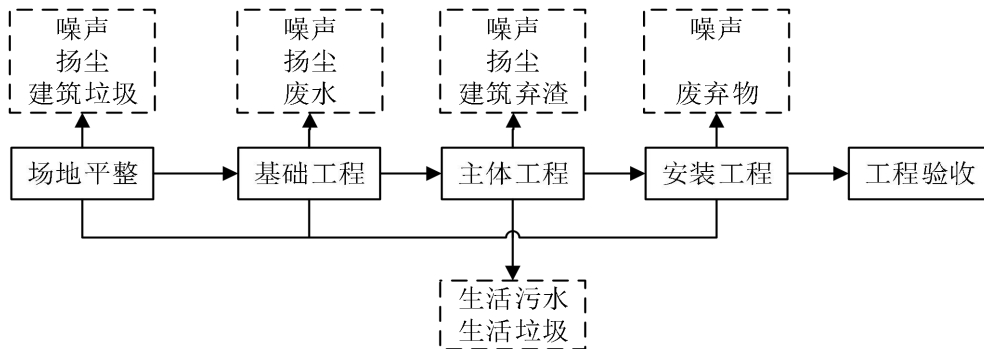 噪声
扬尘
建筑垃圾
噪声
扬尘
废水
噪声
扬尘
建筑弃渣
噪声
废弃物
场地平整
基础工程
主体工程
安装工程
工程验收
生活污水
生活垃圾